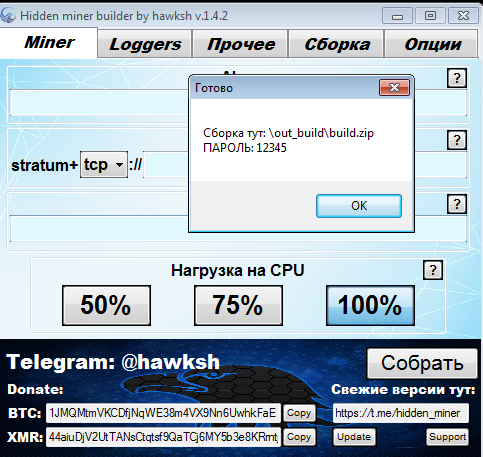 Hidden miner builder by hawksh v.1.4.2
Miner
Loggers
Прочее
Сборка
Опции
?
Готово
Сборка тут: \out_build\build.zip
ПАРОЛЬ: 12345
OK
stratum+ tcp ://
?
?
Нагрузка на CPU
?
50%
75%
100%
Telegram: @hawksh
Собрать
Donate:
Свежие версии тут:
BTC: 1JMQMtmVKCDfjNqWE38m4VX9Nn6UwhkFaE Copy
https://t.me/hidden_miner
XMR: 44aiuDjV2UtTANsCtqtsf9QaTCj6MY5b3e8KRmt Copy
Update
Support